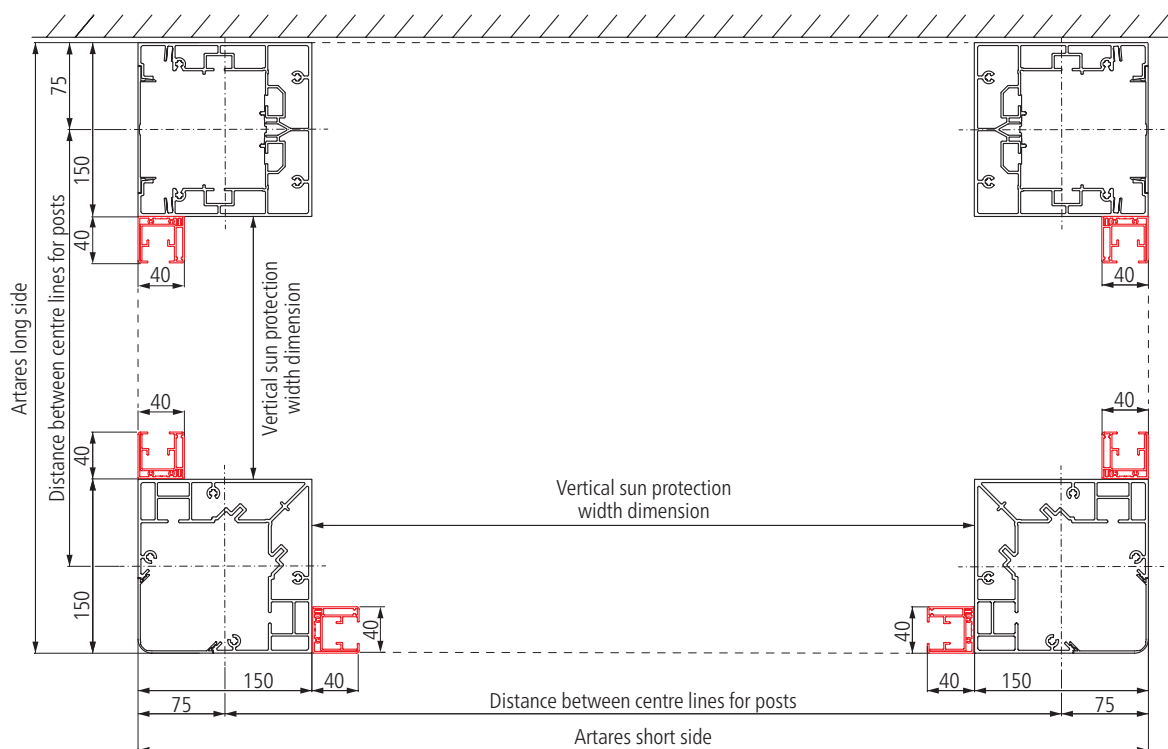 75
150
40
40
40
Artares long side
Distance between centre lines for posts
Vertical sun protection
width dimension
40
40
40
Vertical sun protection
width dimension
150
40
40
150
40
40
150
75
Distance between centre lines for posts
75
Artares short side